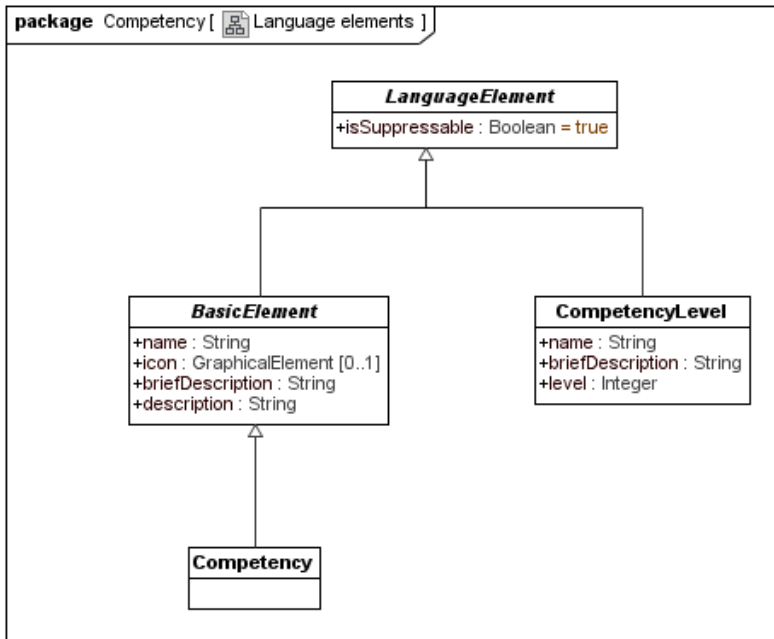 package Competency [ Language elements ]
LanguageElement
+isSuppressable : Boolean = true
BasicElement
+name : String
+icon : GraphicalElement [0..1]
+briefDescription : String
+description : String
CompetencyLevel
+name : String
+briefDescription : String
+level : Integer
Competency